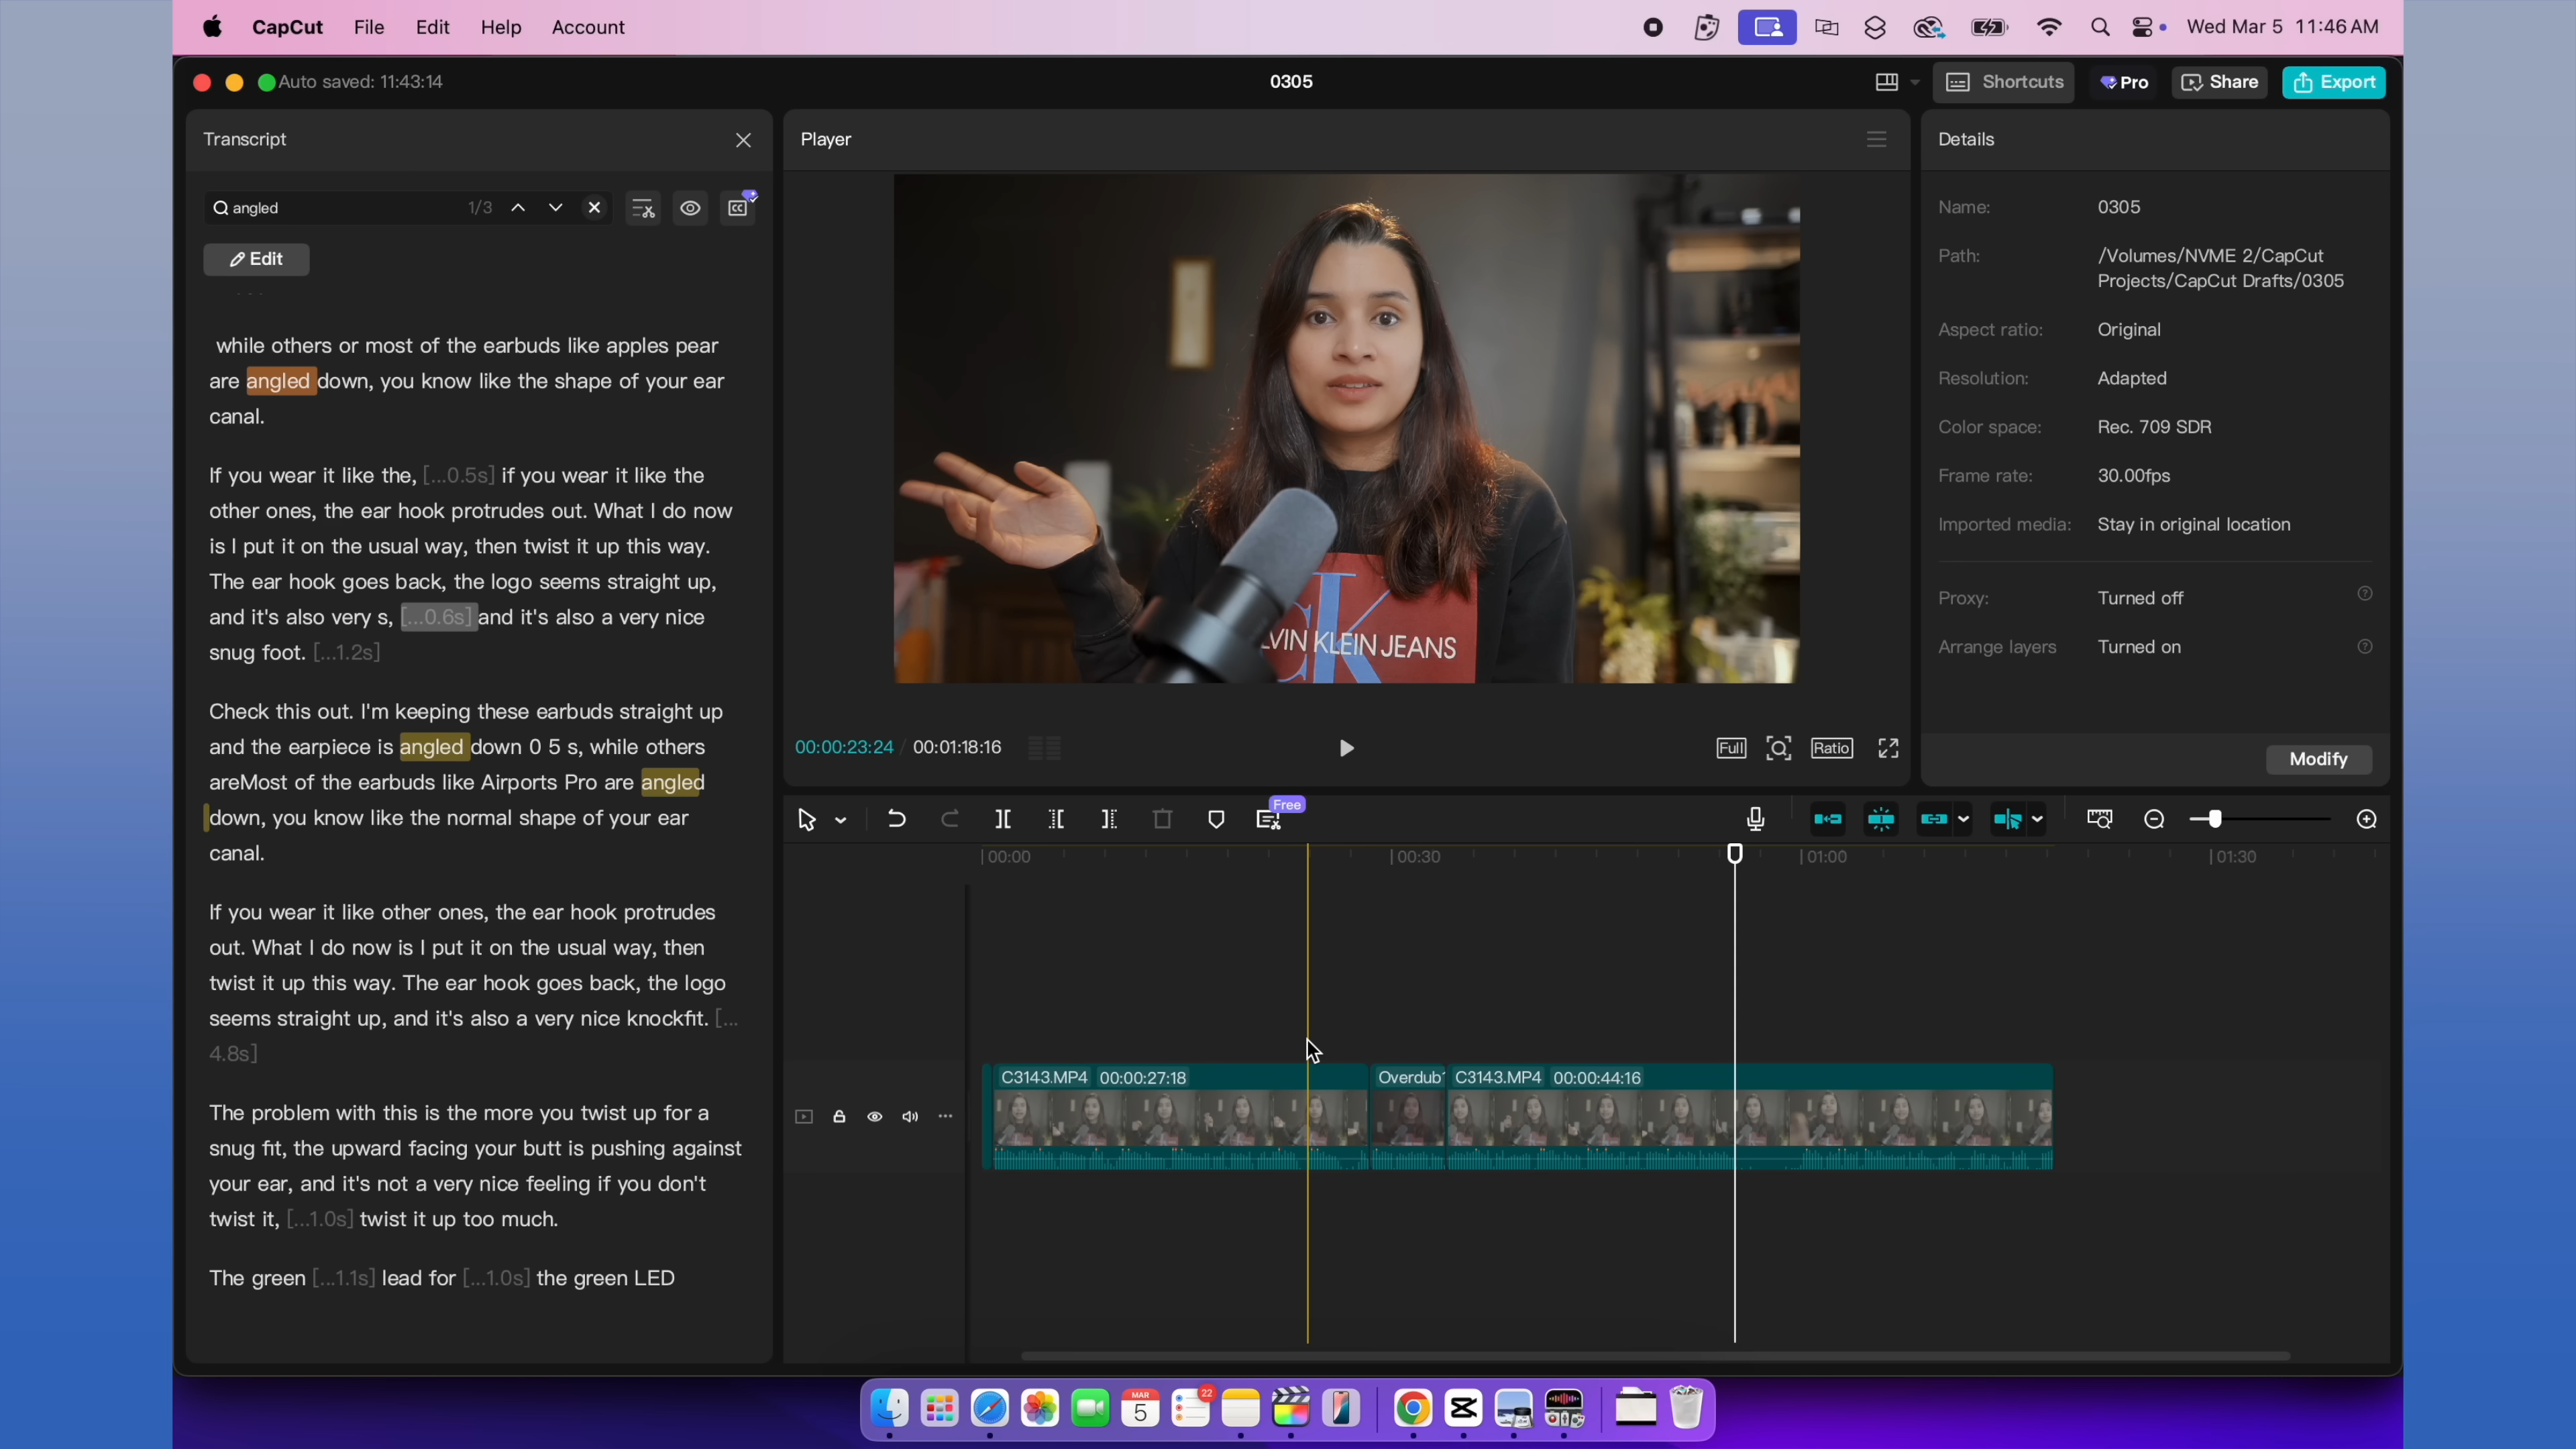 CapCut File Edit Help Account
Wed Mar 5 11:46 AM
Auto saved: 11:43:14
0305
Shortcuts
Pro
Share
Export
Transcript
angled 1/3
CC
Edit
while others or most of the earbuds like apples pear
are angled down, you know like the shape of your ear
canal.
If you wear it like the, [...0.5s] if you wear it like the
other ones, the ear hook protrudes out. What I do now
is I put it on the usual way, then twist it up this way.
The ear hook goes back, the logo seems straight up,
and it's also very s, [...0.6s] and it's also a very nice
snug foot. [...1.2s]
Check this out. I'm keeping these earbuds straight up
and the earpiece is angled down 0 5 s, while others
areMost of the earbuds like Airports Pro are angled
down, you know like the normal shape of your ear
canal.
If you wear it like other ones, the ear hook protrudes
out. What I do now is I put it on the usual way, then
twist it up this way. The ear hook goes back, the logo
seems straight up, and it's also a very nice knockfit. [...
4.8s]
The problem with this is the more you twist up for a
snug fit, the upward facing your butt is pushing against
your ear, and it's not a very nice feeling if you don't
twist it, [...1.0s] twist it up too much.
The green [...1.1s] lead for [...1.0s] the green LED
Player
LVIN KLEIN JEANS
00:00:23:24 / 00:01:18:16
Full
Ratio
Details
Name: 0305
Path: /Volumes/NVME 2/CapCut
Projects/CapCut Drafts/0305
Aspect ratio: Original
Resolution: Adapted
Color space: Rec. 709 SDR
Frame rate: 30.00fps
Imported media: Stay in original location
Proxy: Turned off
Arrange layers Turned on
Modify
Free
00:00 00:30 01:00 01:30
C3143.MP4 00:00:27:18
Overdub
C3143.MP4 00:00:44:16
MAR
5
22